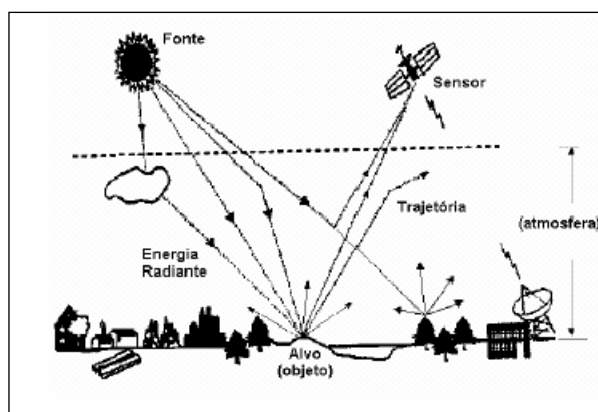 Fonte
Sensor
Trajetória
(atmosfera)
Energia
Radiante
Alvo
(objeto)